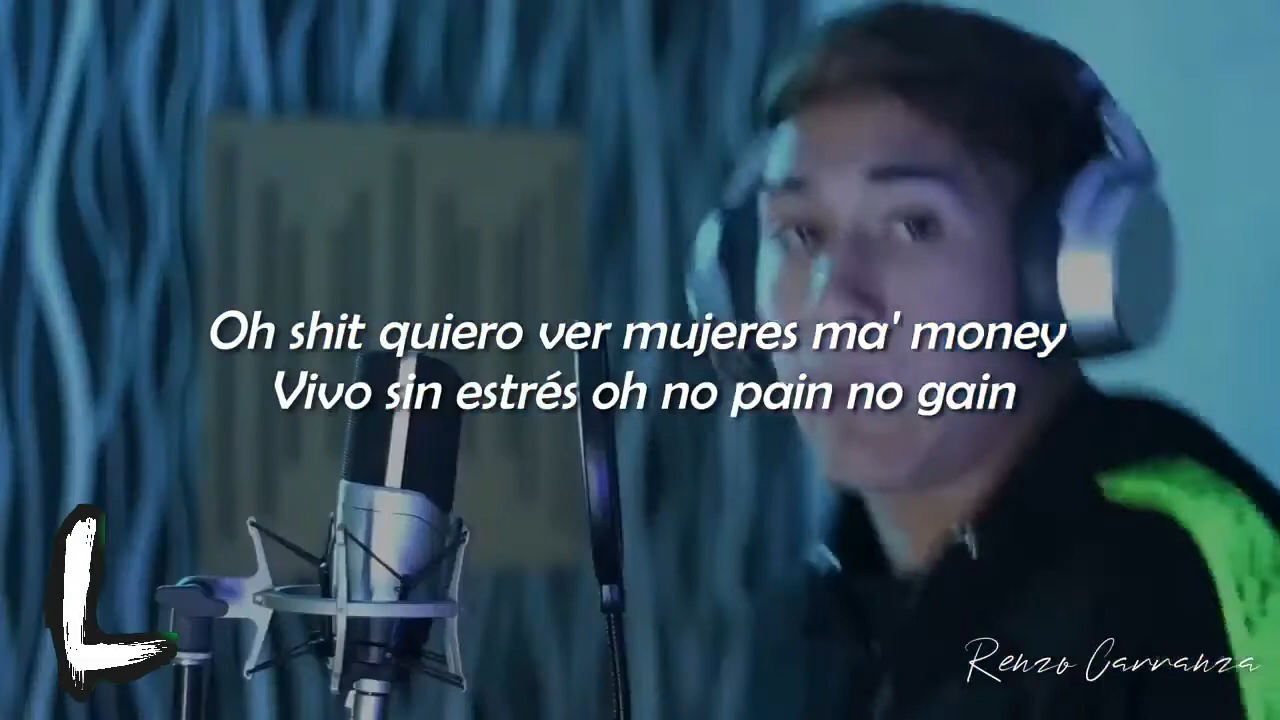 Oh shit quiero ver mujeres ma' money
Vivo sin estrés oh no pain no gain
L
Renzo Carranza